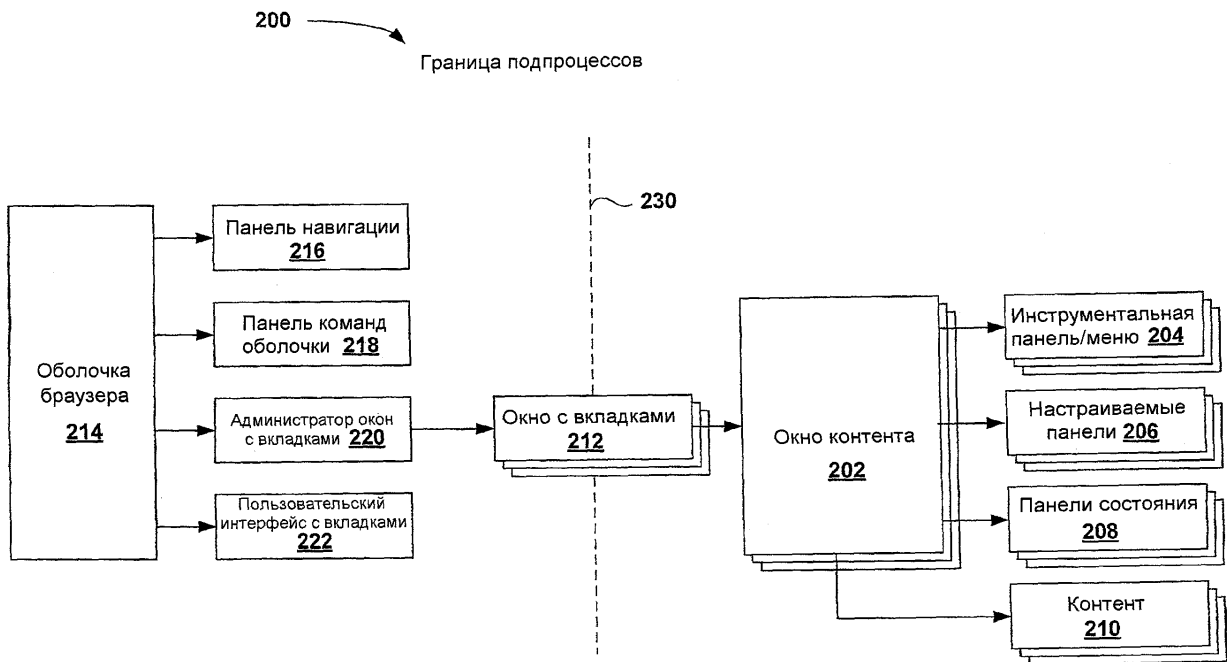 200
Граница подпроцессов
230
Оболочка
браузера
214
Панель навигации
216
Панель команд
оболочки 218
Администратор окон
с вкладками 220
Пользовательский
интерфейс с вкладками
222
Окно с вкладками
212
Окно контента
202
Инструментальная
панель/меню 204
Настраиваемые
панели 206
Панели состояния
208
Контент
210